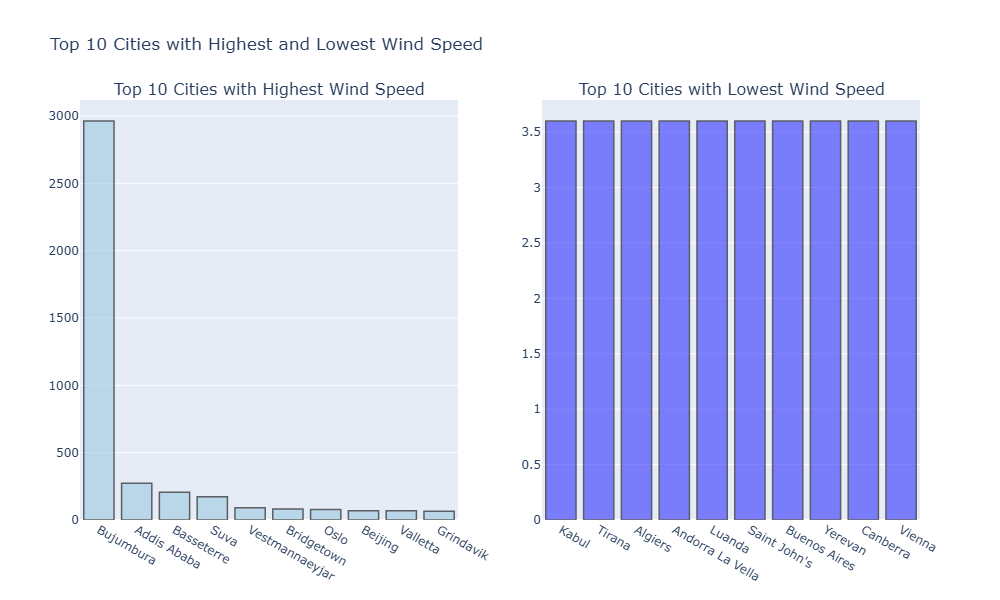 Top 10 Cities with Highest and Lowest Wind Speed
Top 10 Cities with Highest Wind Speed
3000
2500
2000
1500
1000
500
0
Bujumbura
Addis Ababa
Basseterre
Suva
Vestmannaeyjar
Bridgetown
Oslo
Beijing
Valletta
Grindavik
Top 10 Cities with Lowest Wind Speed
3.5
3
2.5
2
1.5
1
0.5
0
Kabul
Tirana
Algiers
Andorra La Vella
Luanda
Saint John's
Buenos Aires
Yerevan
Canberra
Vienna